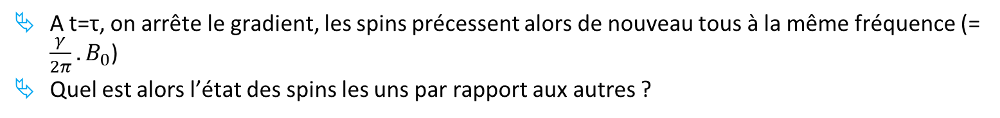 A t=τ, on arrête le gradient, les spins précessent alors de nouveau tous à la même fréquence (=
γ/2π . B₀)
Quel est alors l’état des spins les uns par rapport aux autres ?